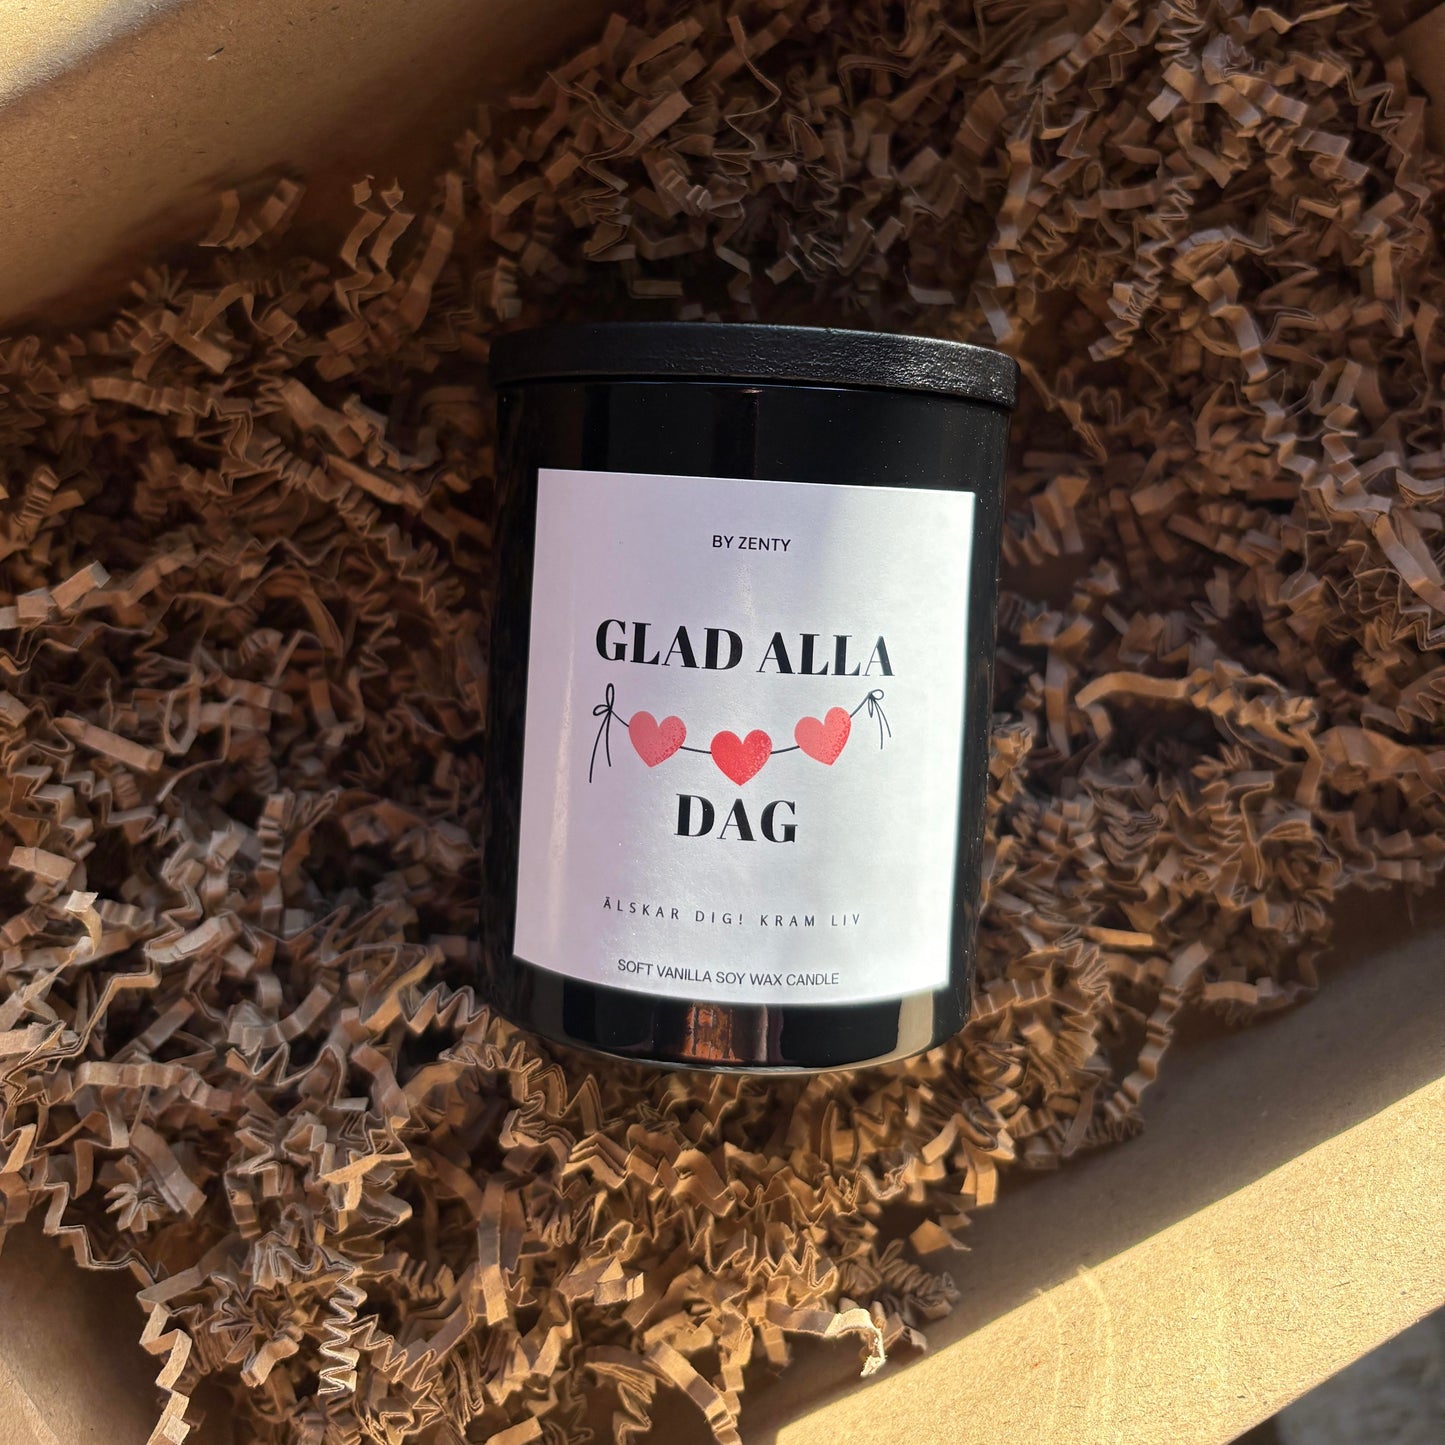 BY ZENTY
GLAD ALLA
DAG
ÄLSKAR DIG! KRAM LIV
SOFT VANILLA SOY WAX CANDLE